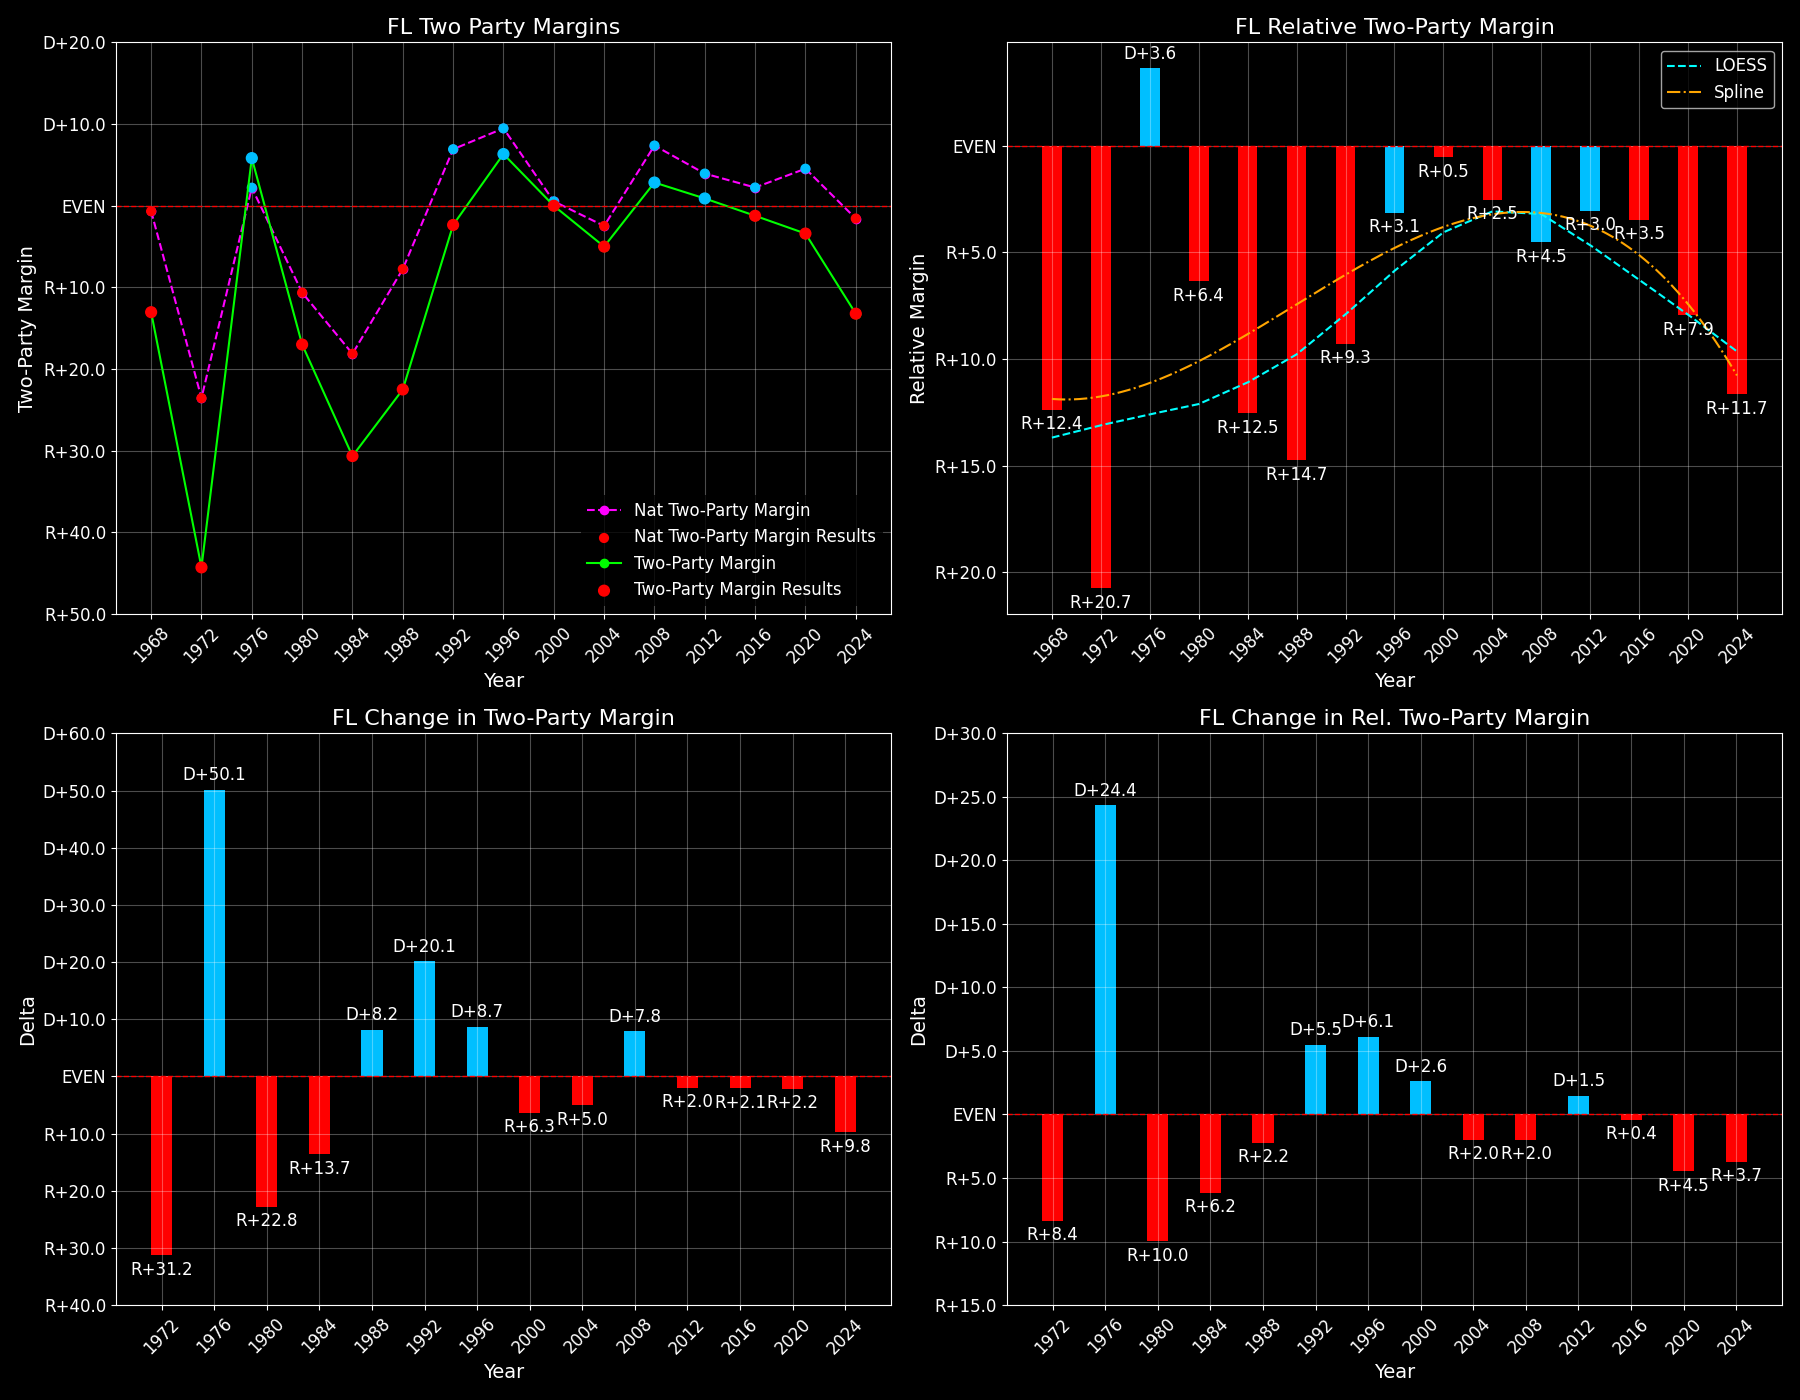 FL Two Party Margins
Two-Party Margin
D+20.0
D+10.0
EVEN
R+10.0
R+20.0
R+30.0
R+40.0
R+50.0
Nat Two-Party Margin
Nat Two-Party Margin Results
Two-Party Margin
Two-Party Margin Results
1968
1972
1976
1980
1984
1988
1992
1996
2000
2004
2008
2012
2016
2020
2024
Year
FL Relative Two-Party Margin
Relative Margin
EVEN
R+5.0
R+10.0
R+15.0
R+20.0
LOESS
Spline
R+12.4
R+20.7
D+3.6
R+6.4
R+12.5
R+14.7
R+9.3
R+3.1
R+0.5
R+2.5
R+4.5
R+3.0
R+3.5
R+7.9
R+11.7
1968
1972
1976
1980
1984
1988
1992
1996
2000
2004
2008
2012
2016
2020
2024
Year
FL Change in Two-Party Margin
Delta
D+60.0
D+50.0
D+40.0
D+30.0
D+20.0
D+10.0
EVEN
R+10.0
R+20.0
R+30.0
R+40.0
R+31.2
D+50.1
R+22.8
R+13.7
D+8.2
D+20.1
D+8.7
R+6.3
R+5.0
D+7.8
R+2.0
R+2.1
R+2.2
R+9.8
1972
1976
1980
1984
1988
1992
1996
2000
2004
2008
2012
2016
2020
2024
Year
FL Change in Rel. Two-Party Margin
Delta
D+30.0
D+25.0
D+20.0
D+15.0
D+10.0
D+5.0
EVEN
R+5.0
R+10.0
R+15.0
R+8.4
D+24.4
R+10.0
R+6.2
R+2.2
D+5.5
D+6.1
D+2.6
R+2.0
R+2.0
D+1.5
R+0.4
R+4.5
R+3.7
1972
1976
1980
1984
1988
1992
1996
2000
2004
2008
2012
2016
2020
2024
Year